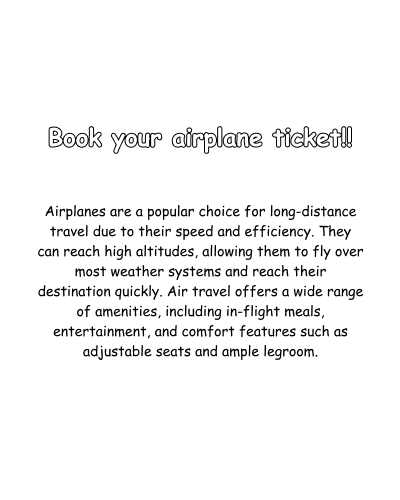 Book your airplane ticket!!
Airplanes are a popular choice for long-distance
travel due to their speed and efficiency. They
can reach high altitudes, allowing them to fly over
most weather systems and reach their
destination quickly. Air travel offers a wide range
of amenities, including in-flight meals,
entertainment, and comfort features such as
adjustable seats and ample legroom.